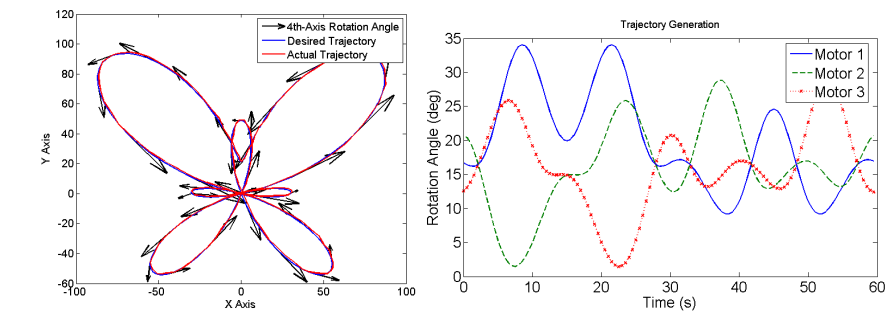 120
100
80
60
40
20
0
-20
-40
-60
Y Axis
-100
-50
0
50
100
X Axis
4th-Axis Rotation Angle
Desired Trajectory
Actual Trajectory
Trajectory Generation
35
30
25
20
15
10
5
0
Rotation Angle (deg)
0
10
20
30
40
50
60
Time (s)
Motor 1
Motor 2
Motor 3